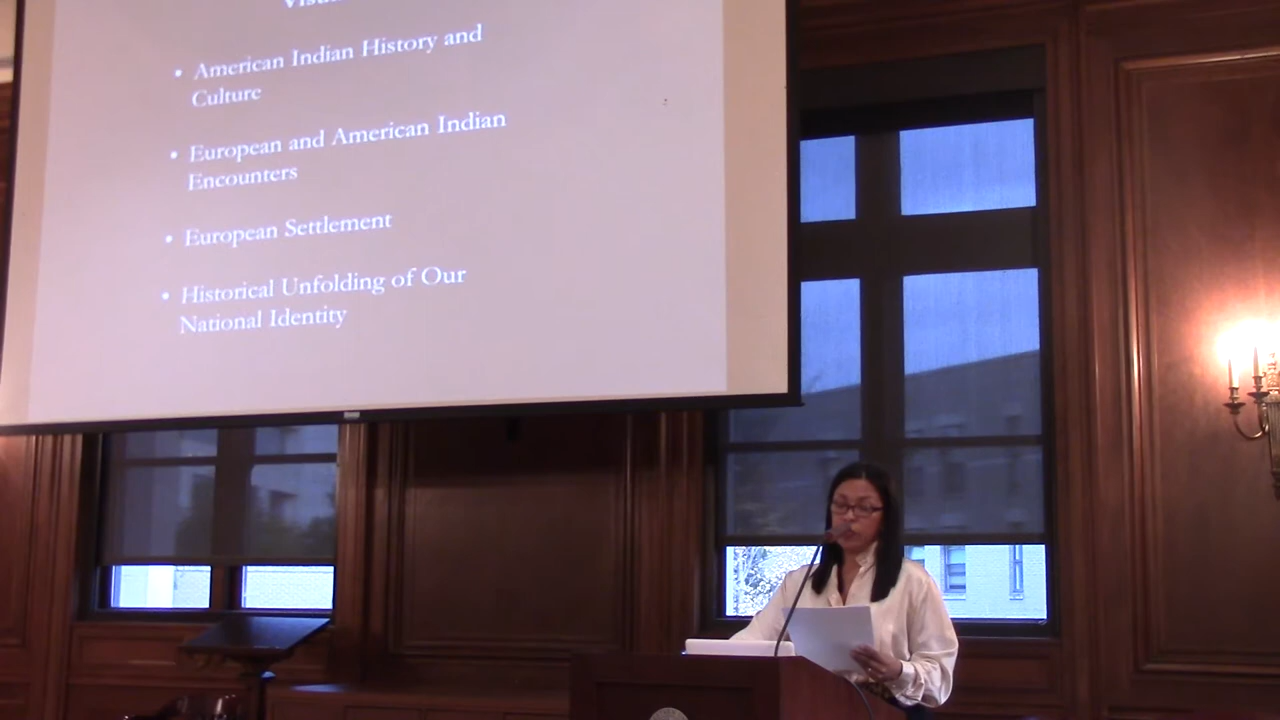 • American Indian History and
Culture
• European and American Indian
Encounters
• European Settlement
• Historical Unfolding of Our
National Identity